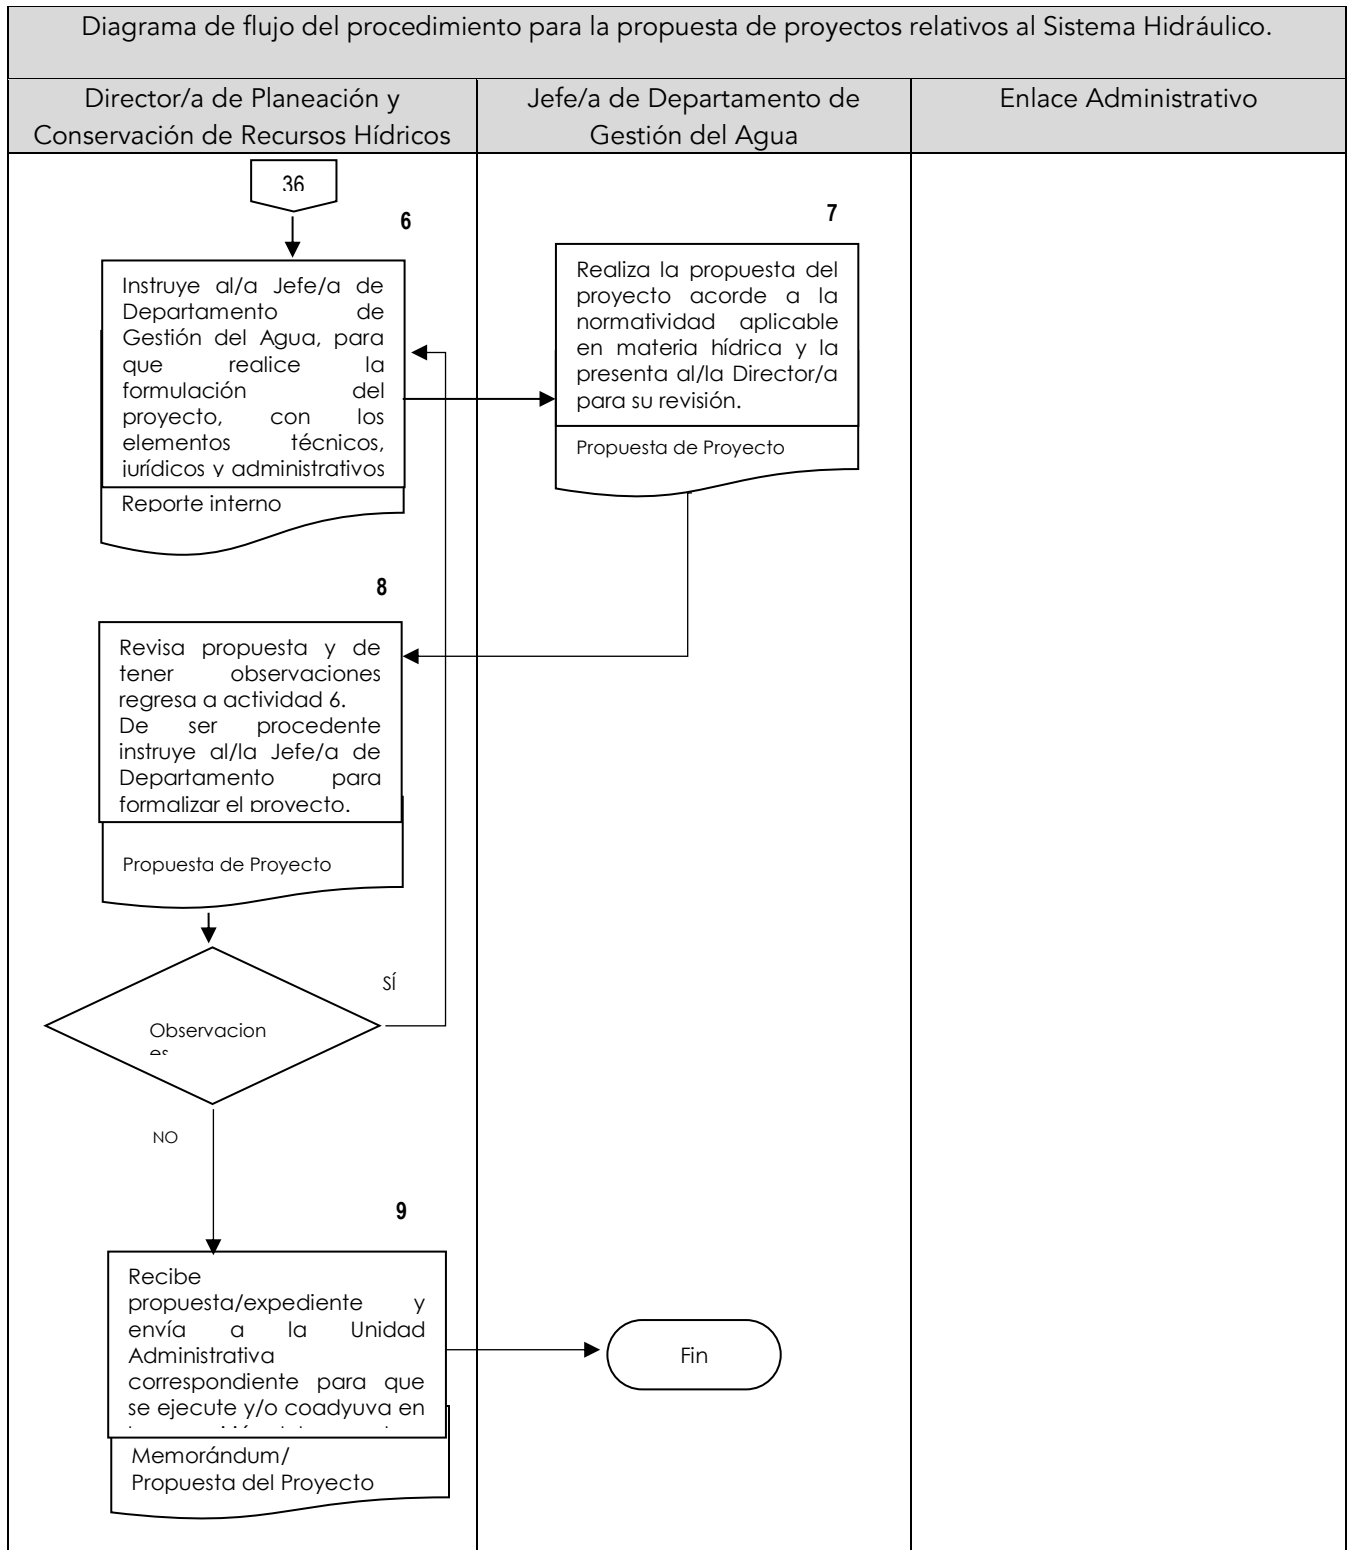 Diagrama de flujo del procedimiento para la propuesta de proyectos relativos al Sistema Hidráulico.
Director/a de Planeación y
Conservación de Recursos Hídricos
Jefe/a de Departamento de
Gestión del Agua
Enlace Administrativo
36
6
Instruye al/a Jefe/a de
Departamento de
Gestión del Agua, para
que realice la
formulación del
proyecto, con los
elementos técnicos,
jurídicos y administrativos
Reporte interno
7
Realiza la propuesta del
proyecto acorde a la
normatividad aplicable
en materia hídrica y la
presenta al/la Director/a
para su revisión.
Propuesta de Proyecto
8
Revisa propuesta y de
tener observaciones
regresa a actividad 6.
De ser procedente
instruye al/la Jefe/a de
Departamento para
formalizar el proyecto.
Propuesta de Proyecto
Observacion
es
SÍ
NO
9
Recibe
propuesta/expediente y
envía a la Unidad
Administrativa
correspondiente para que
se ejecute y/o coadyuva en
Memorándum/
Propuesta del Proyecto
Fin